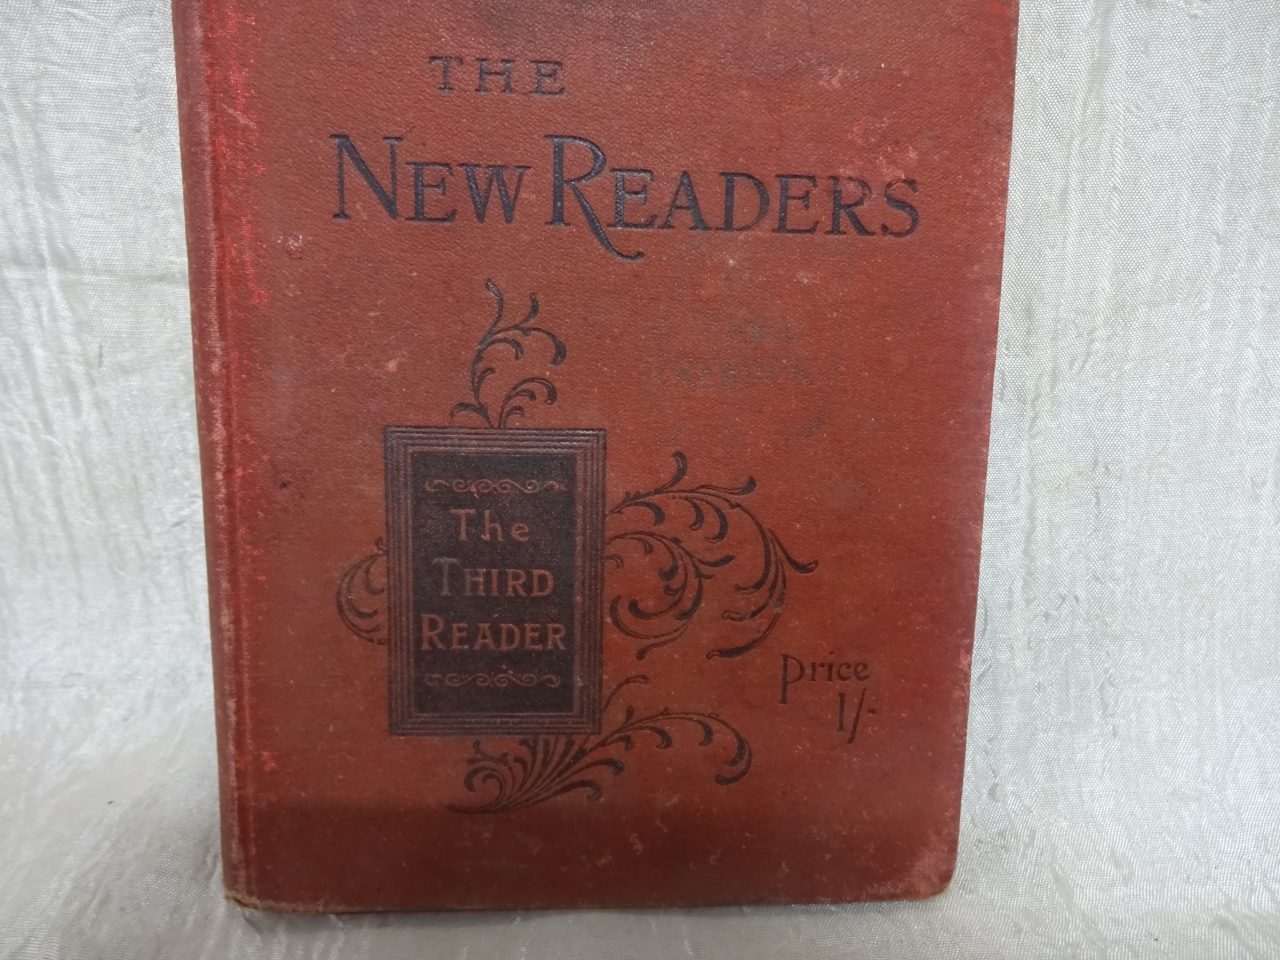 THE
NEW READERS
The
THIRD
READER
Price
1/-